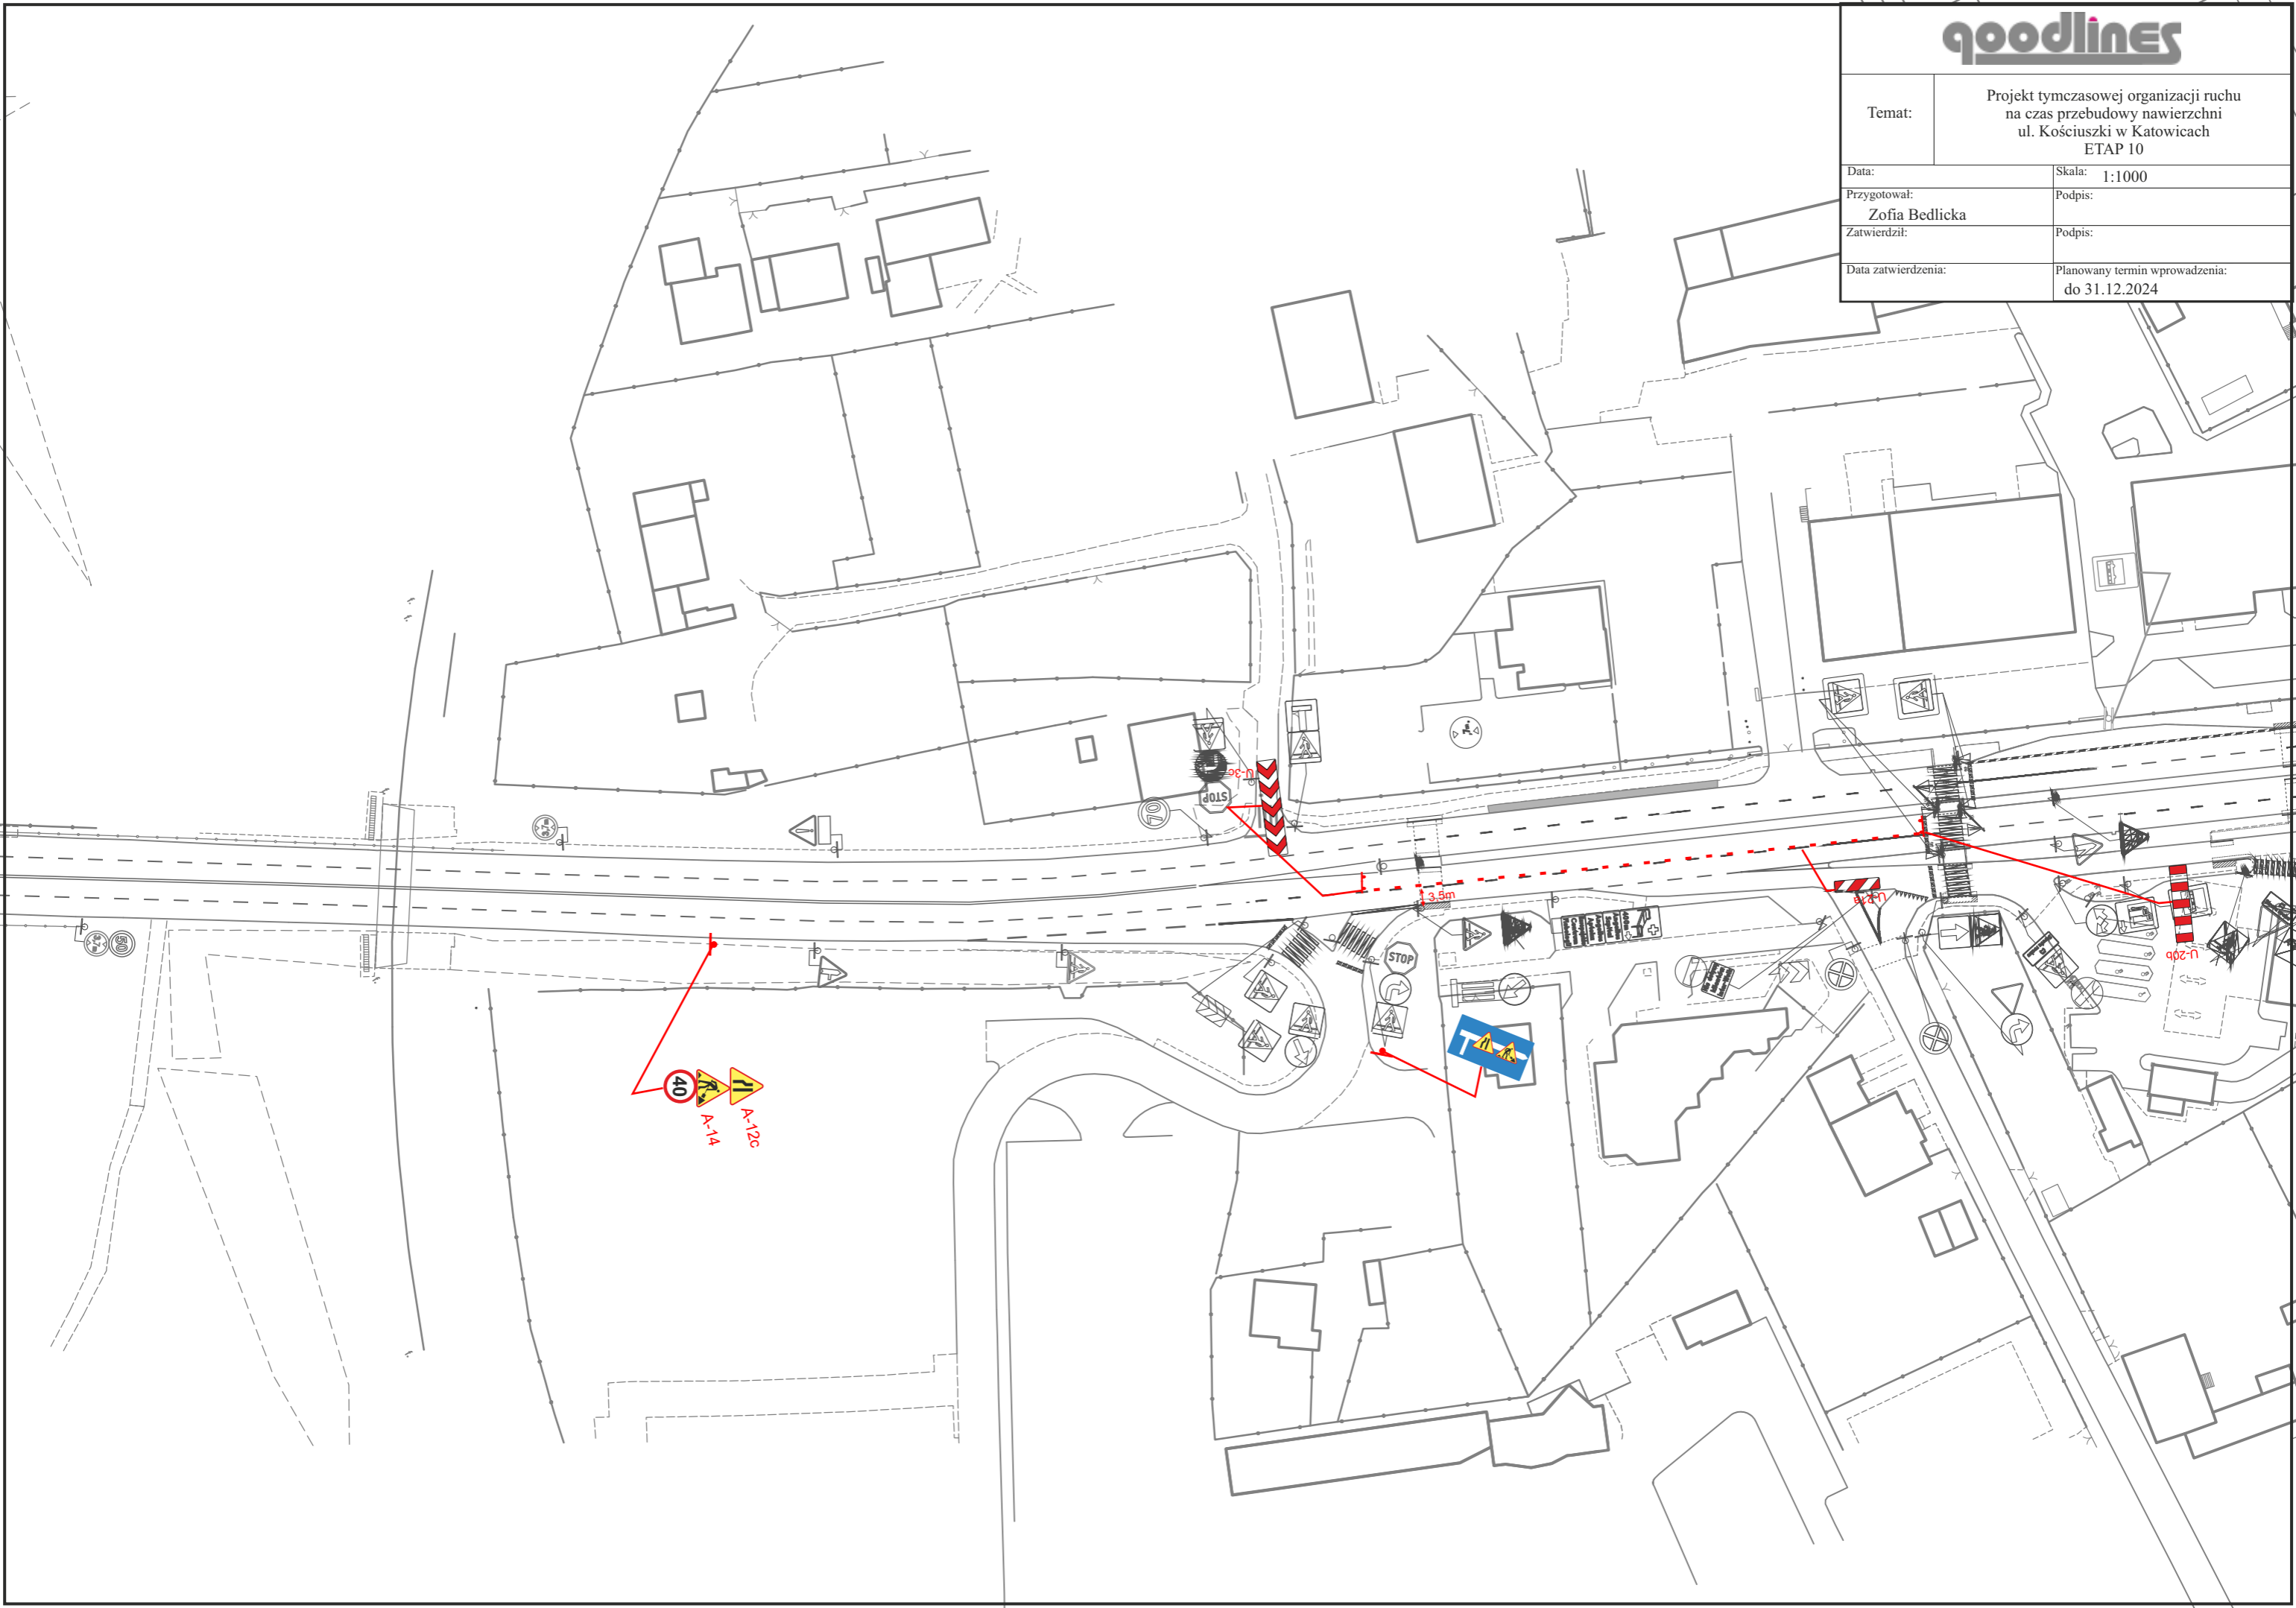 goodlines
Temat:
Projekt tymczasowej organizacji ruchu
na czas przebudowy nawierzchni
ul. Kościuszki w Katowicach
ETAP 10
Data:
Skala: 1:1000
Przygotował:
Zofia Bedlicka
Podpis:
Zatwierdził:
Podpis:
Data zatwierdzenia:
Planowany termin wprowadzenia:
do 31.12.2024
U-3c
STOP
70
3,5m
U-21a
U-20b
50
STOP
40
A-14
A-12c